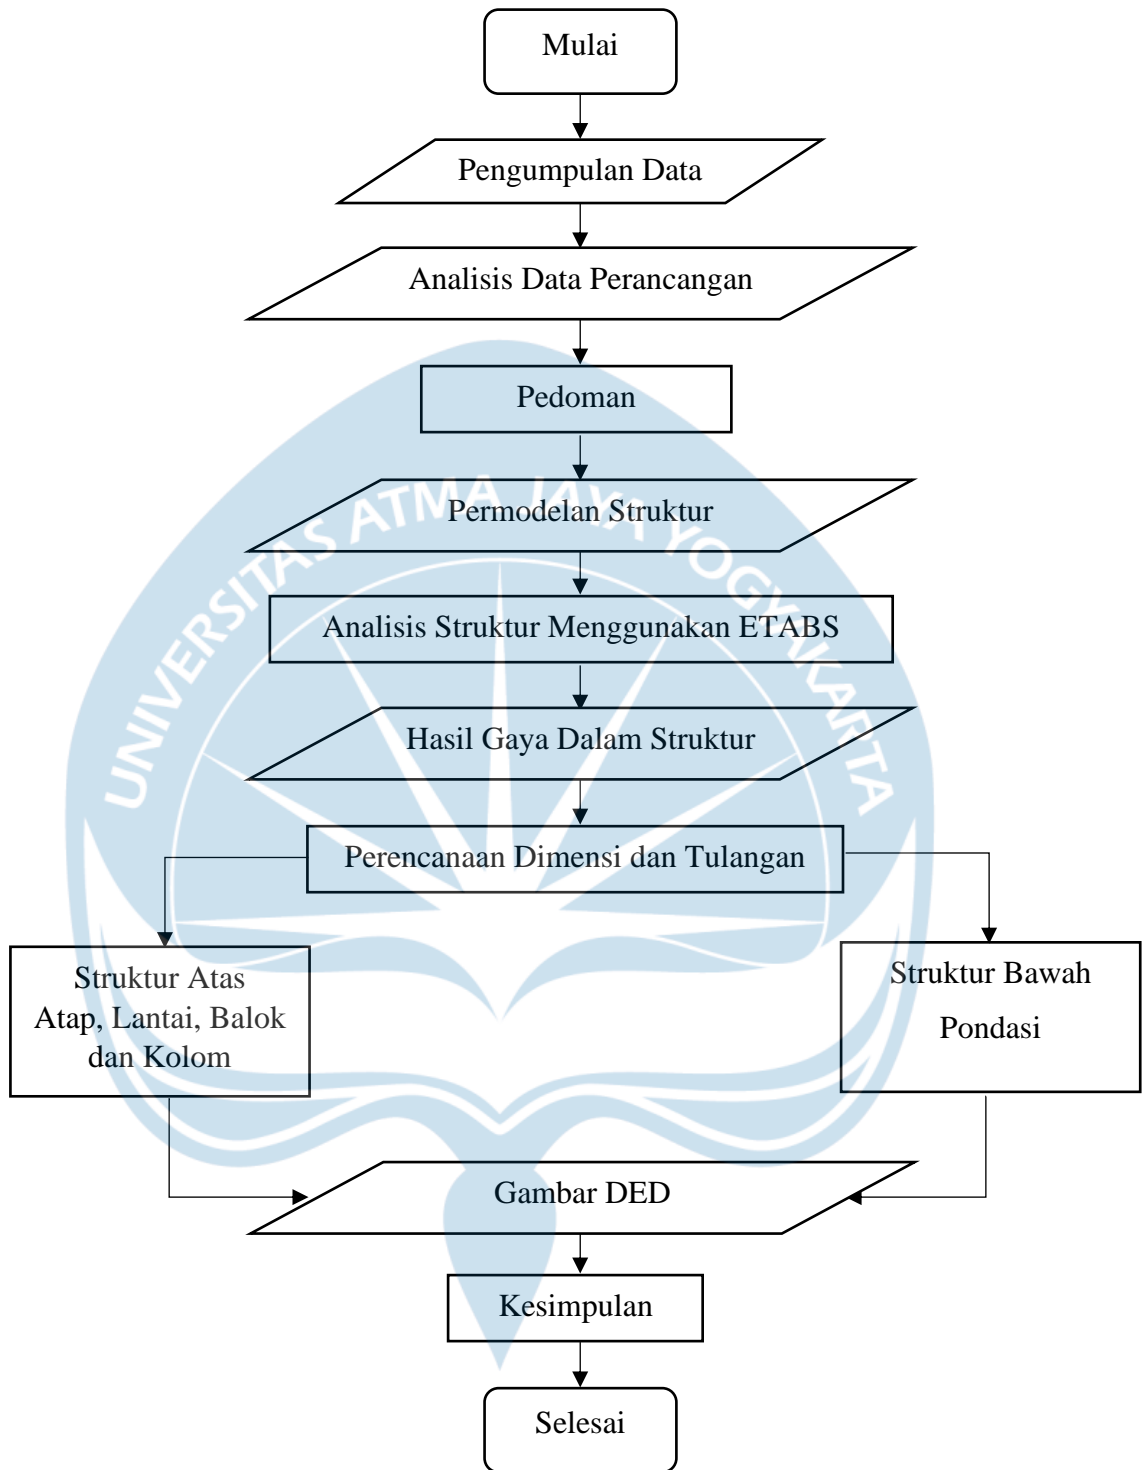 Mulai
Pengumpulan Data
Analisis Data Perancangan
Pedoman
UNIVERSITAS ATMA JAYA YOGYAKARTA
Permodelan Struktur
Analisis Struktur Menggunakan ETABS
Hasil Gaya Dalam Struktur
Perencanaan Dimensi dan Tulangan
Struktur Atas
Atap, Lantai, Balok
dan Kolom
Struktur Bawah
Pondasi
Gambar DED
Kesimpulan
Selesai